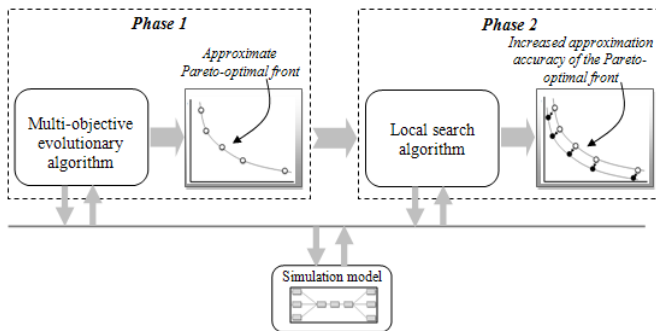 Phase 1
Approximate
Pareto-optimal front
Multi-objective
evolutionary
algorithm
Phase 2
Increased approximation
accuracy of the Pareto-
optimal front
Local search
algorithm
Simulation model